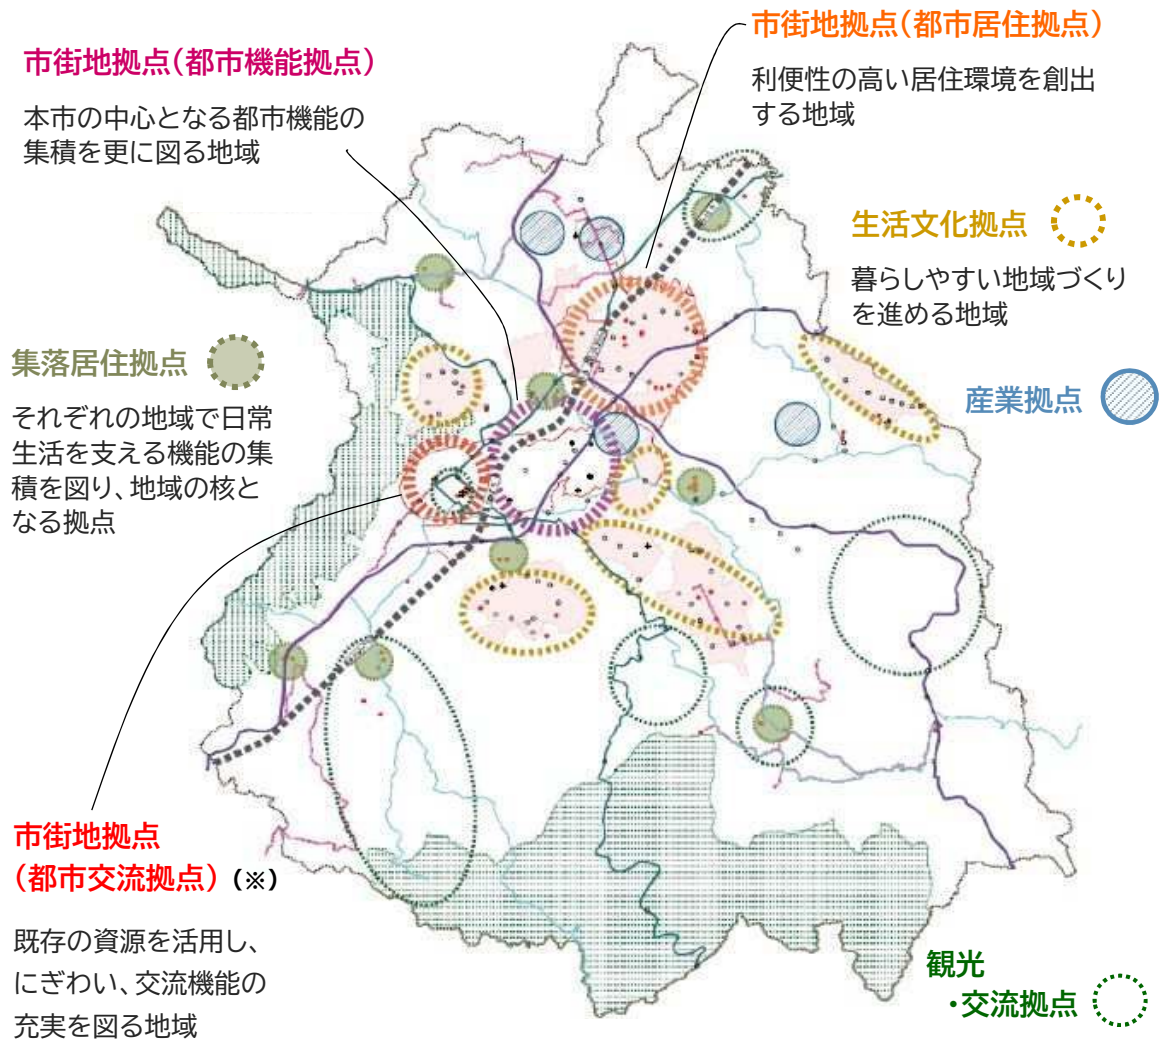 市街地拠点(都市居住拠点)
利便性の高い居住環境を創出
する地域
市街地拠点(都市機能拠点)
本市の中心となる都市機能の
集積を更に図る地域
生活文化拠点
暮らしやすい地域づくり
を進める地域
集落居住拠点
それぞれの地域で日常
生活を支える機能の集
積を図り、地域の核と
なる拠点
産業拠点
市街地拠点
(都市交流拠点)(※)
既存の資源を活用し、
にぎわい、交流機能の
充実を図る地域
観光
・交流拠点